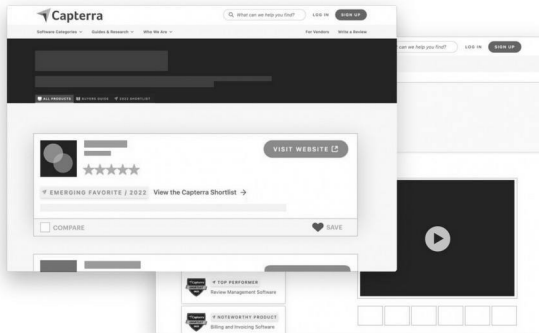 Capterra
What can we help you find?
LOG IN
SIGN UP
Software Categories
Guides & Research
Who We Are
For Vendors
Write a Review
can we help you find?
LOG IN
SIGN UP
ALL PRODUCTS
BUYERS GUIDE
2022 SHORTLIST
VISIT WEBSITE
EMERGING FAVORITE / 2022
View the Capterra Shortlist →
COMPARE
SAVE
TOP PERFORMER
Review Management Software
NOTEWORTHY PRODUCT
Billing and Invoicing Software